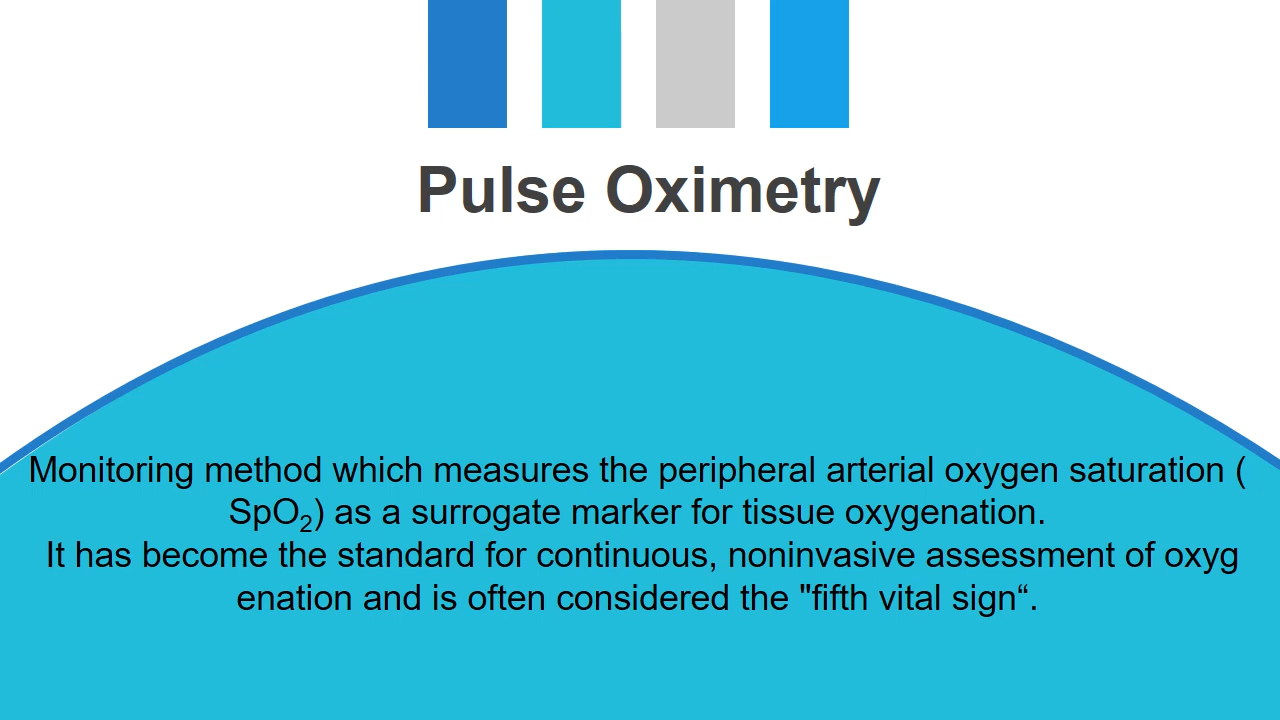 Pulse Oximetry
Monitoring method which measures the peripheral arterial oxygen saturation (
SpO₂) as a surrogate marker for tissue oxygenation.
It has become the standard for continuous, noninvasive assessment of oxyg
enation and is often considered the "fifth vital sign“.